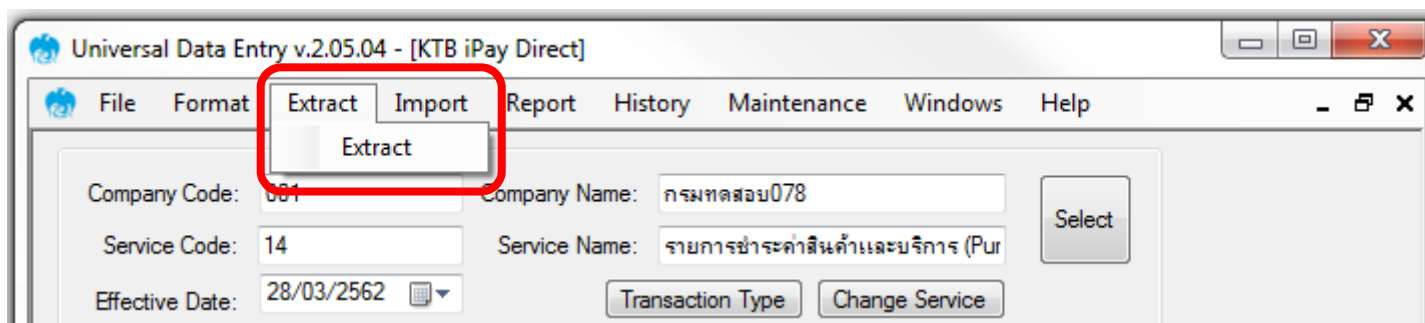 Universal Data Entry v.2.05.04 - [KTB iPay Direct]
File Format Extract Import Report History Maintenance Windows Help
Extract
Company Code: Company Name: กรมทดสอบ078
Select
Service Code: 14 Service Name: รายการชำระค่าสินค้าและบริการ (Pur
Effective Date: 28/03/2562 Transaction Type Change Service